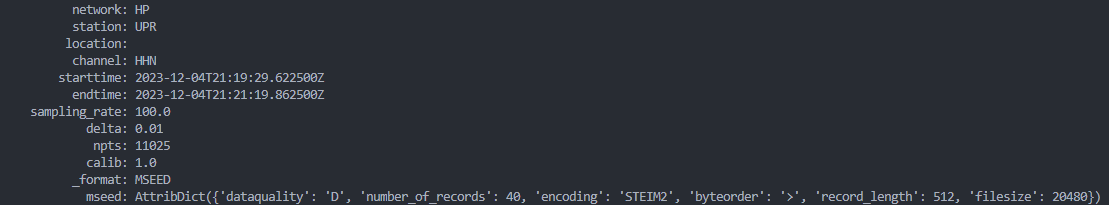 network: HP
station: UPR
location:
channel: HHN
starttime: 2023-12-04T21:19:29.622500Z
endtime: 2023-12-04T21:21:19.862500Z
sampling_rate: 100.0
delta: 0.01
npts: 11025
calib: 1.0
_format: MSEED
mseed: AttribDict({'dataquality': 'D', 'number_of_records': 40, 'encoding': 'STEIM2', 'byteorder': '>', 'record_length': 512, 'filesize': 20480})